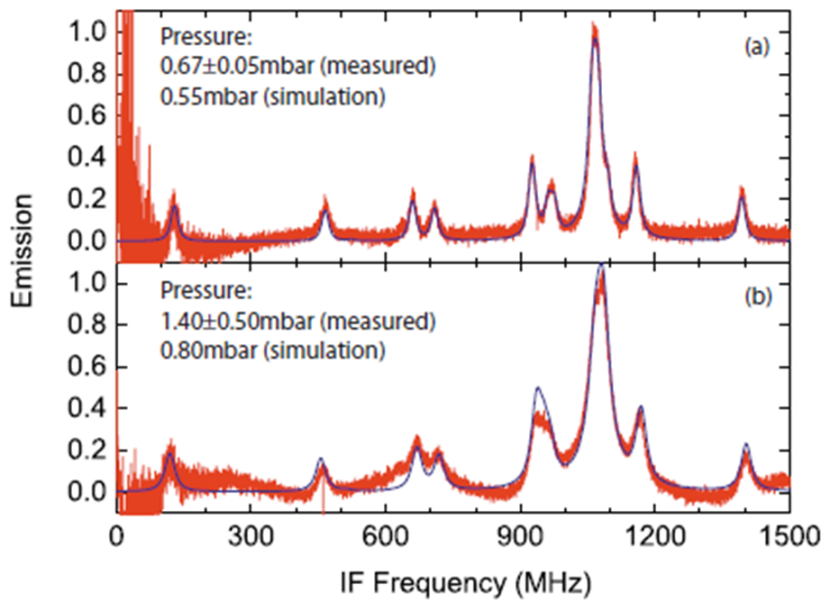 1.0
Pressure:
(a)
0.67±0.05mbar (measured)
0.8
0.55mbar (simulation)
0.6
0.4
0.2
0.0
Emission
1.0
Pressure:
(b)
1.40±0.50mbar (measured)
0.8
0.80mbar (simulation)
0.6
0.4
0.2
0.0
0 300 600 900 1200 1500
IF Frequency (MHz)